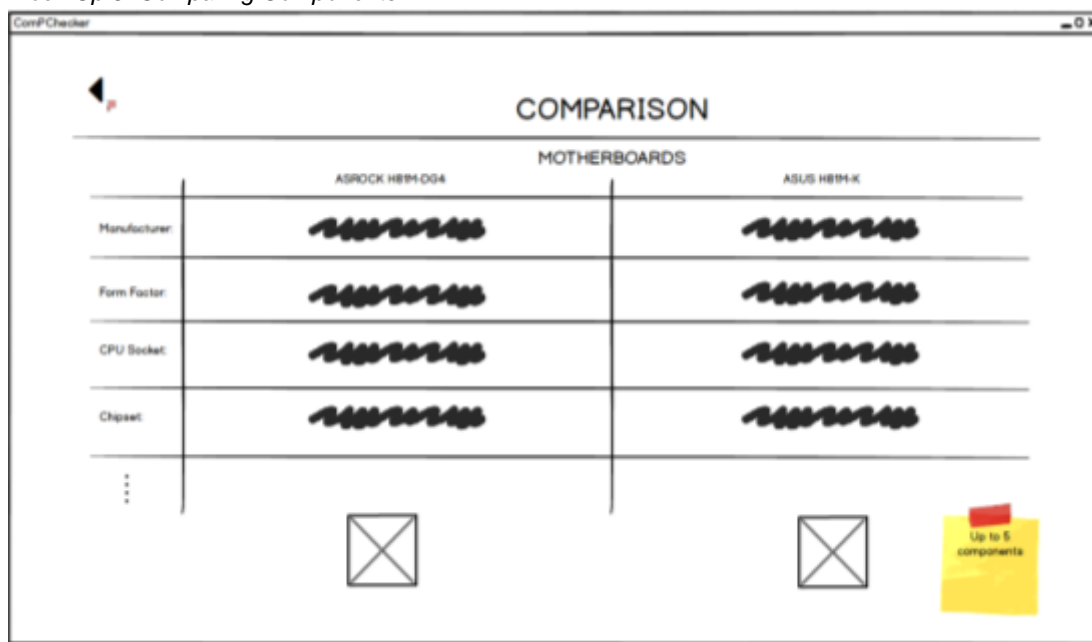 ComPChecker
COMPARISON
MOTHERBOARDS
ASROCK H81M-DG4 ASUS H81M-K
Manufacturer:
Form Factor:
CPU Socket:
Chipset:
Up to 5
components